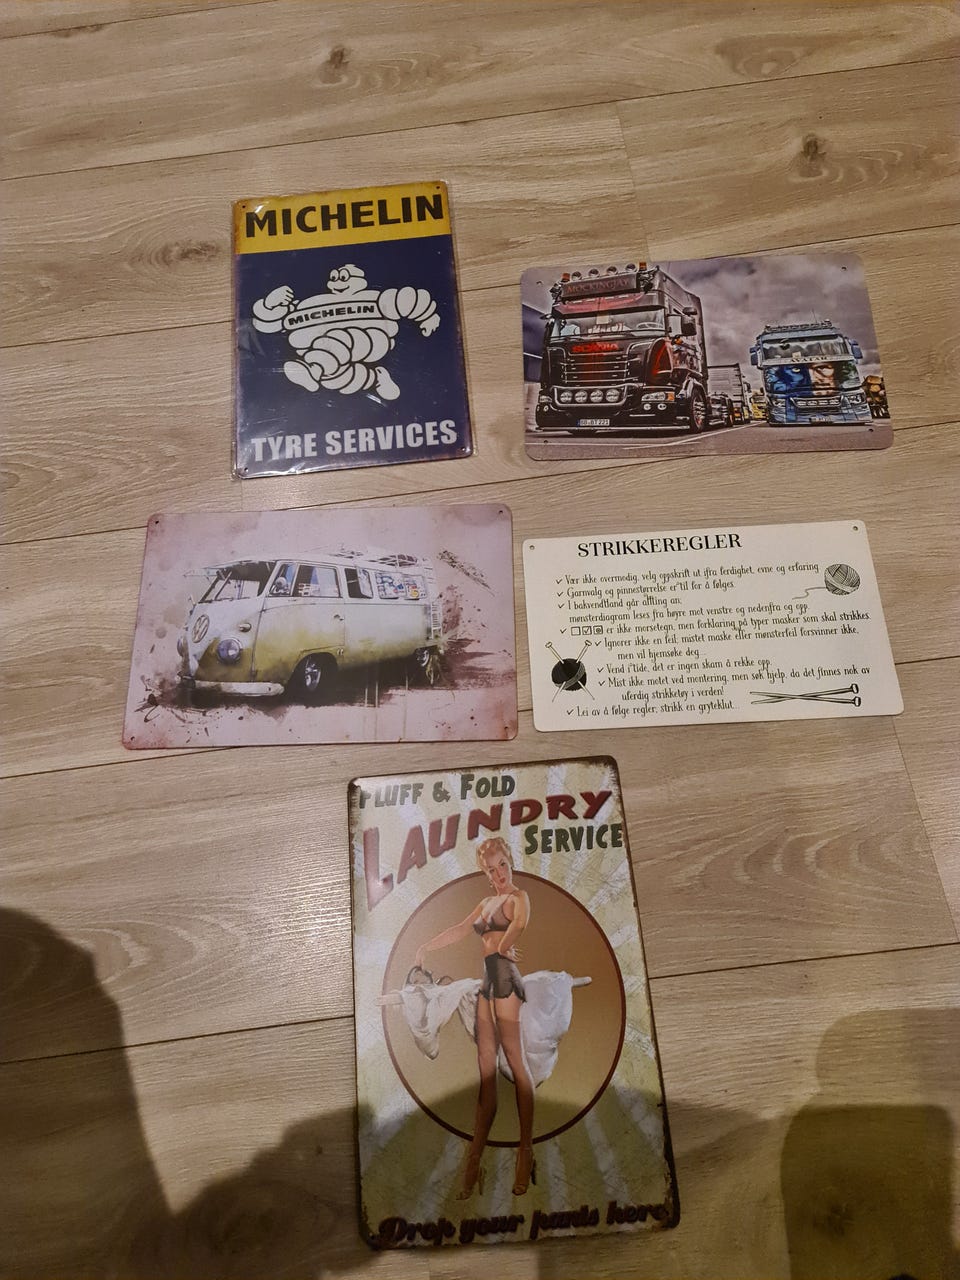 MICHELIN
MICHELIN
TYRE SERVICES
MOCKINGJAY
SCANIA
AVATAR
STRIKKEREGLER
✓ Vær ikke overmodig, velg oppskrift ut ifra ferdighet, evne og erfaring
✓ Garnvalg og pinnestørrelse er til for å følges.
✓ I bakvendtland går allting an;
mønsterdiagram leses fra høyre mot venstre og nedenfra og opp.
✓ ☐☑◙ er ikke morsetegn, men forklaring på typer masker som skal strikkes.
✓ Ignorer ikke en feil, mistet maske eller mønsterfeil forsvinner ikke,
men vil hjemsøke deg...
✓ Vend i tide, det er ingen skam å rekke opp.
✓ Mist ikke motet ved montering, men søk hjelp, da det finnes nok av
uferdig strikketøy i verden!
✓ Lei av å følge regler, strikk en gryteklut...
FLUFF & FOLD
LAUNDRY
SERVICE
Drop your pants here